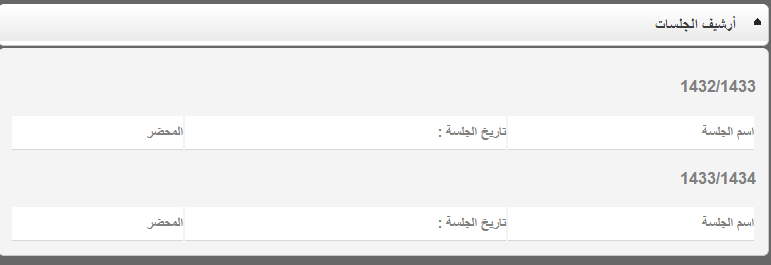 أرشيف الجلسات
1432/1433
اسم الجلسة تاريخ الجلسة : المحضر
1433/1434
اسم الجلسة تاريخ الجلسة : المحضر